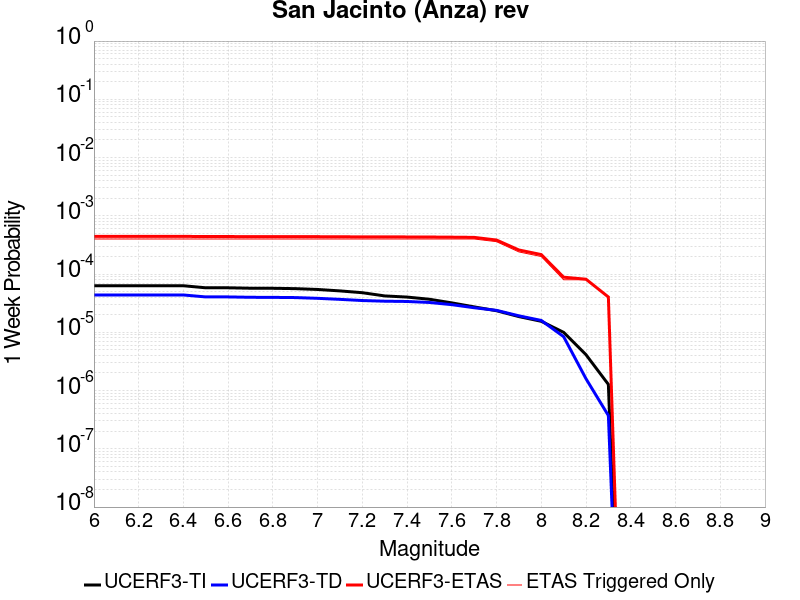 San Jacinto (Anza) rev
10^0
10^-1
10^-2
10^-3
10^-4
10^-5
10^-6
10^-7
10^-8
1 Week Probability
6 6.2 6.4 6.6 6.8 7 7.2 7.4 7.6 7.8 8 8.2 8.4 8.6 8.8 9
Magnitude
UCERF3-TI UCERF3-TD UCERF3-ETAS ETAS Triggered Only